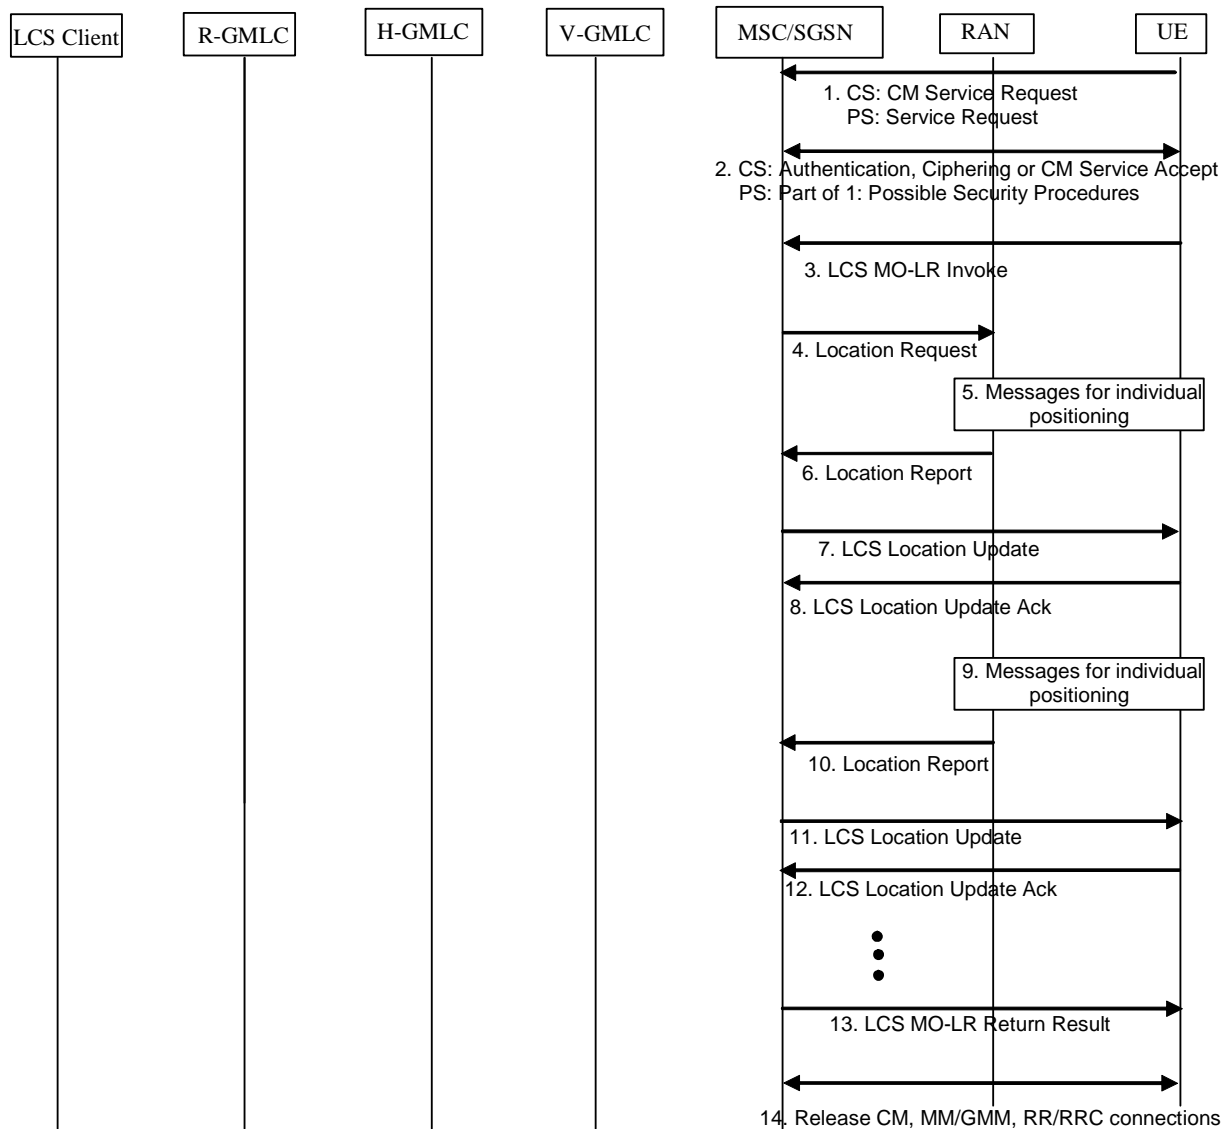 LCS Client
R-GMLC
H-GMLC
V-GMLC
MSC/SGSN
RAN
UE
1. CS: CM Service Request
PS: Service Request
2. CS: Authentication, Ciphering or CM Service Accept
PS: Part of 1: Possible Security Procedures
3. LCS MO-LR Invoke
4. Location Request
5. Messages for individual
positioning
6. Location Report
7. LCS Location Update
8. LCS Location Update Ack
9. Messages for individual
positioning
10. Location Report
11. LCS Location Update
12. LCS Location Update Ack
13. LCS MO-LR Return Result
14. Release CM, MM/GMM, RR/RRC connections